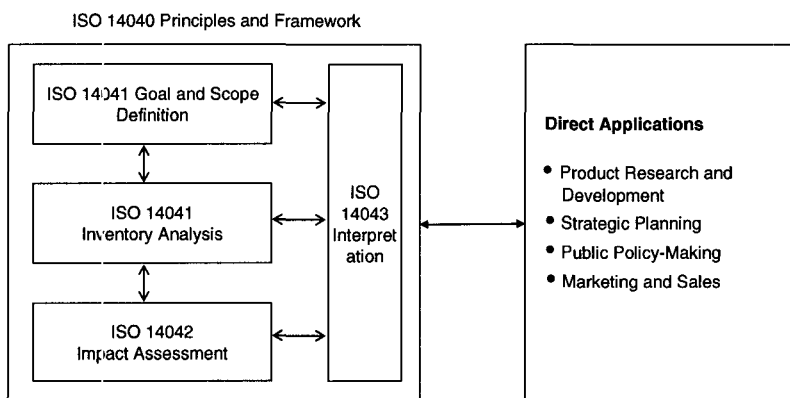 ISO 14040 Principles and Framework
ISO 14041 Goal and Scope
Definition
ISO 14041
Inventory Analysis
ISO 14042
Impact Assessment
ISO
14043
Interpret
ation
Direct Applications
• Product Research and
Development
• Strategic Planning
• Public Policy-Making
• Marketing and Sales